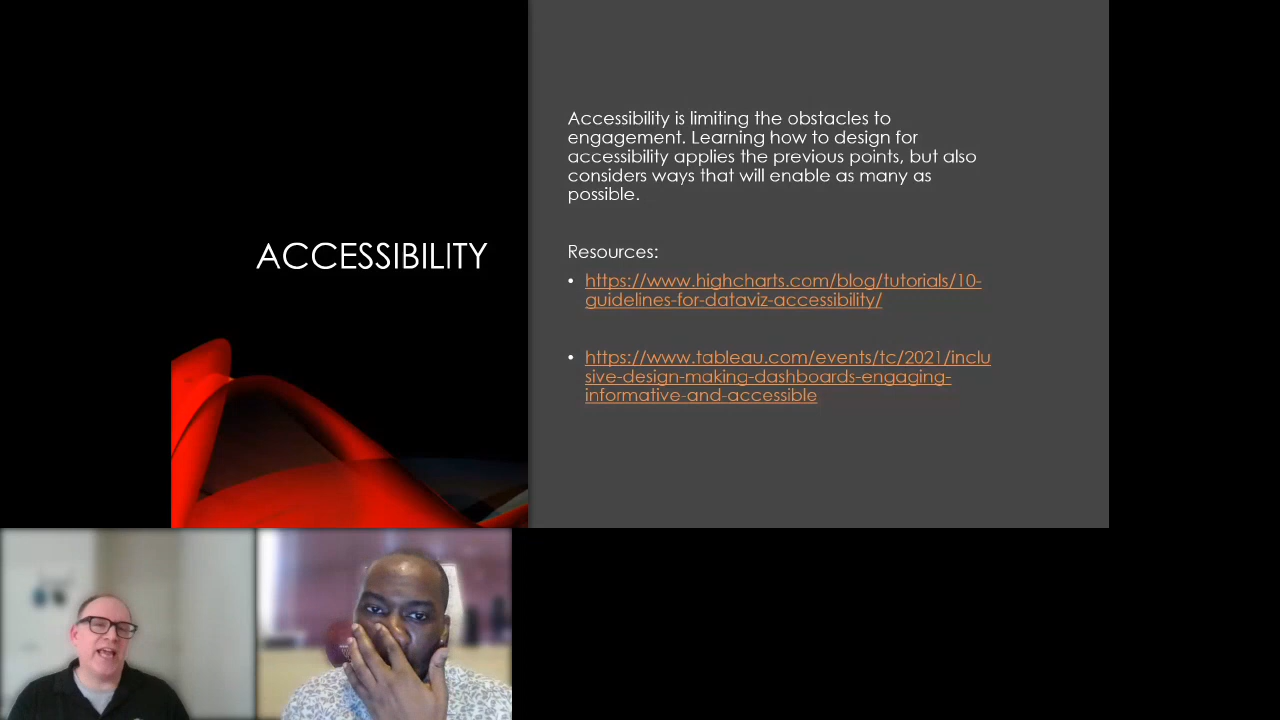 ACCESSIBILITY
Accessibility is limiting the obstacles to
engagement. Learning how to design for
accessibility applies the previous points, but also
considers ways that will enable as many as
possible.
Resources:
• https://www.highcharts.com/blog/tutorials/10-
guidelines-for-dataviz-accessibility/
• https://www.tableau.com/events/tc/2021/inclu
sive-design-making-dashboards-engaging-
informative-and-accessible